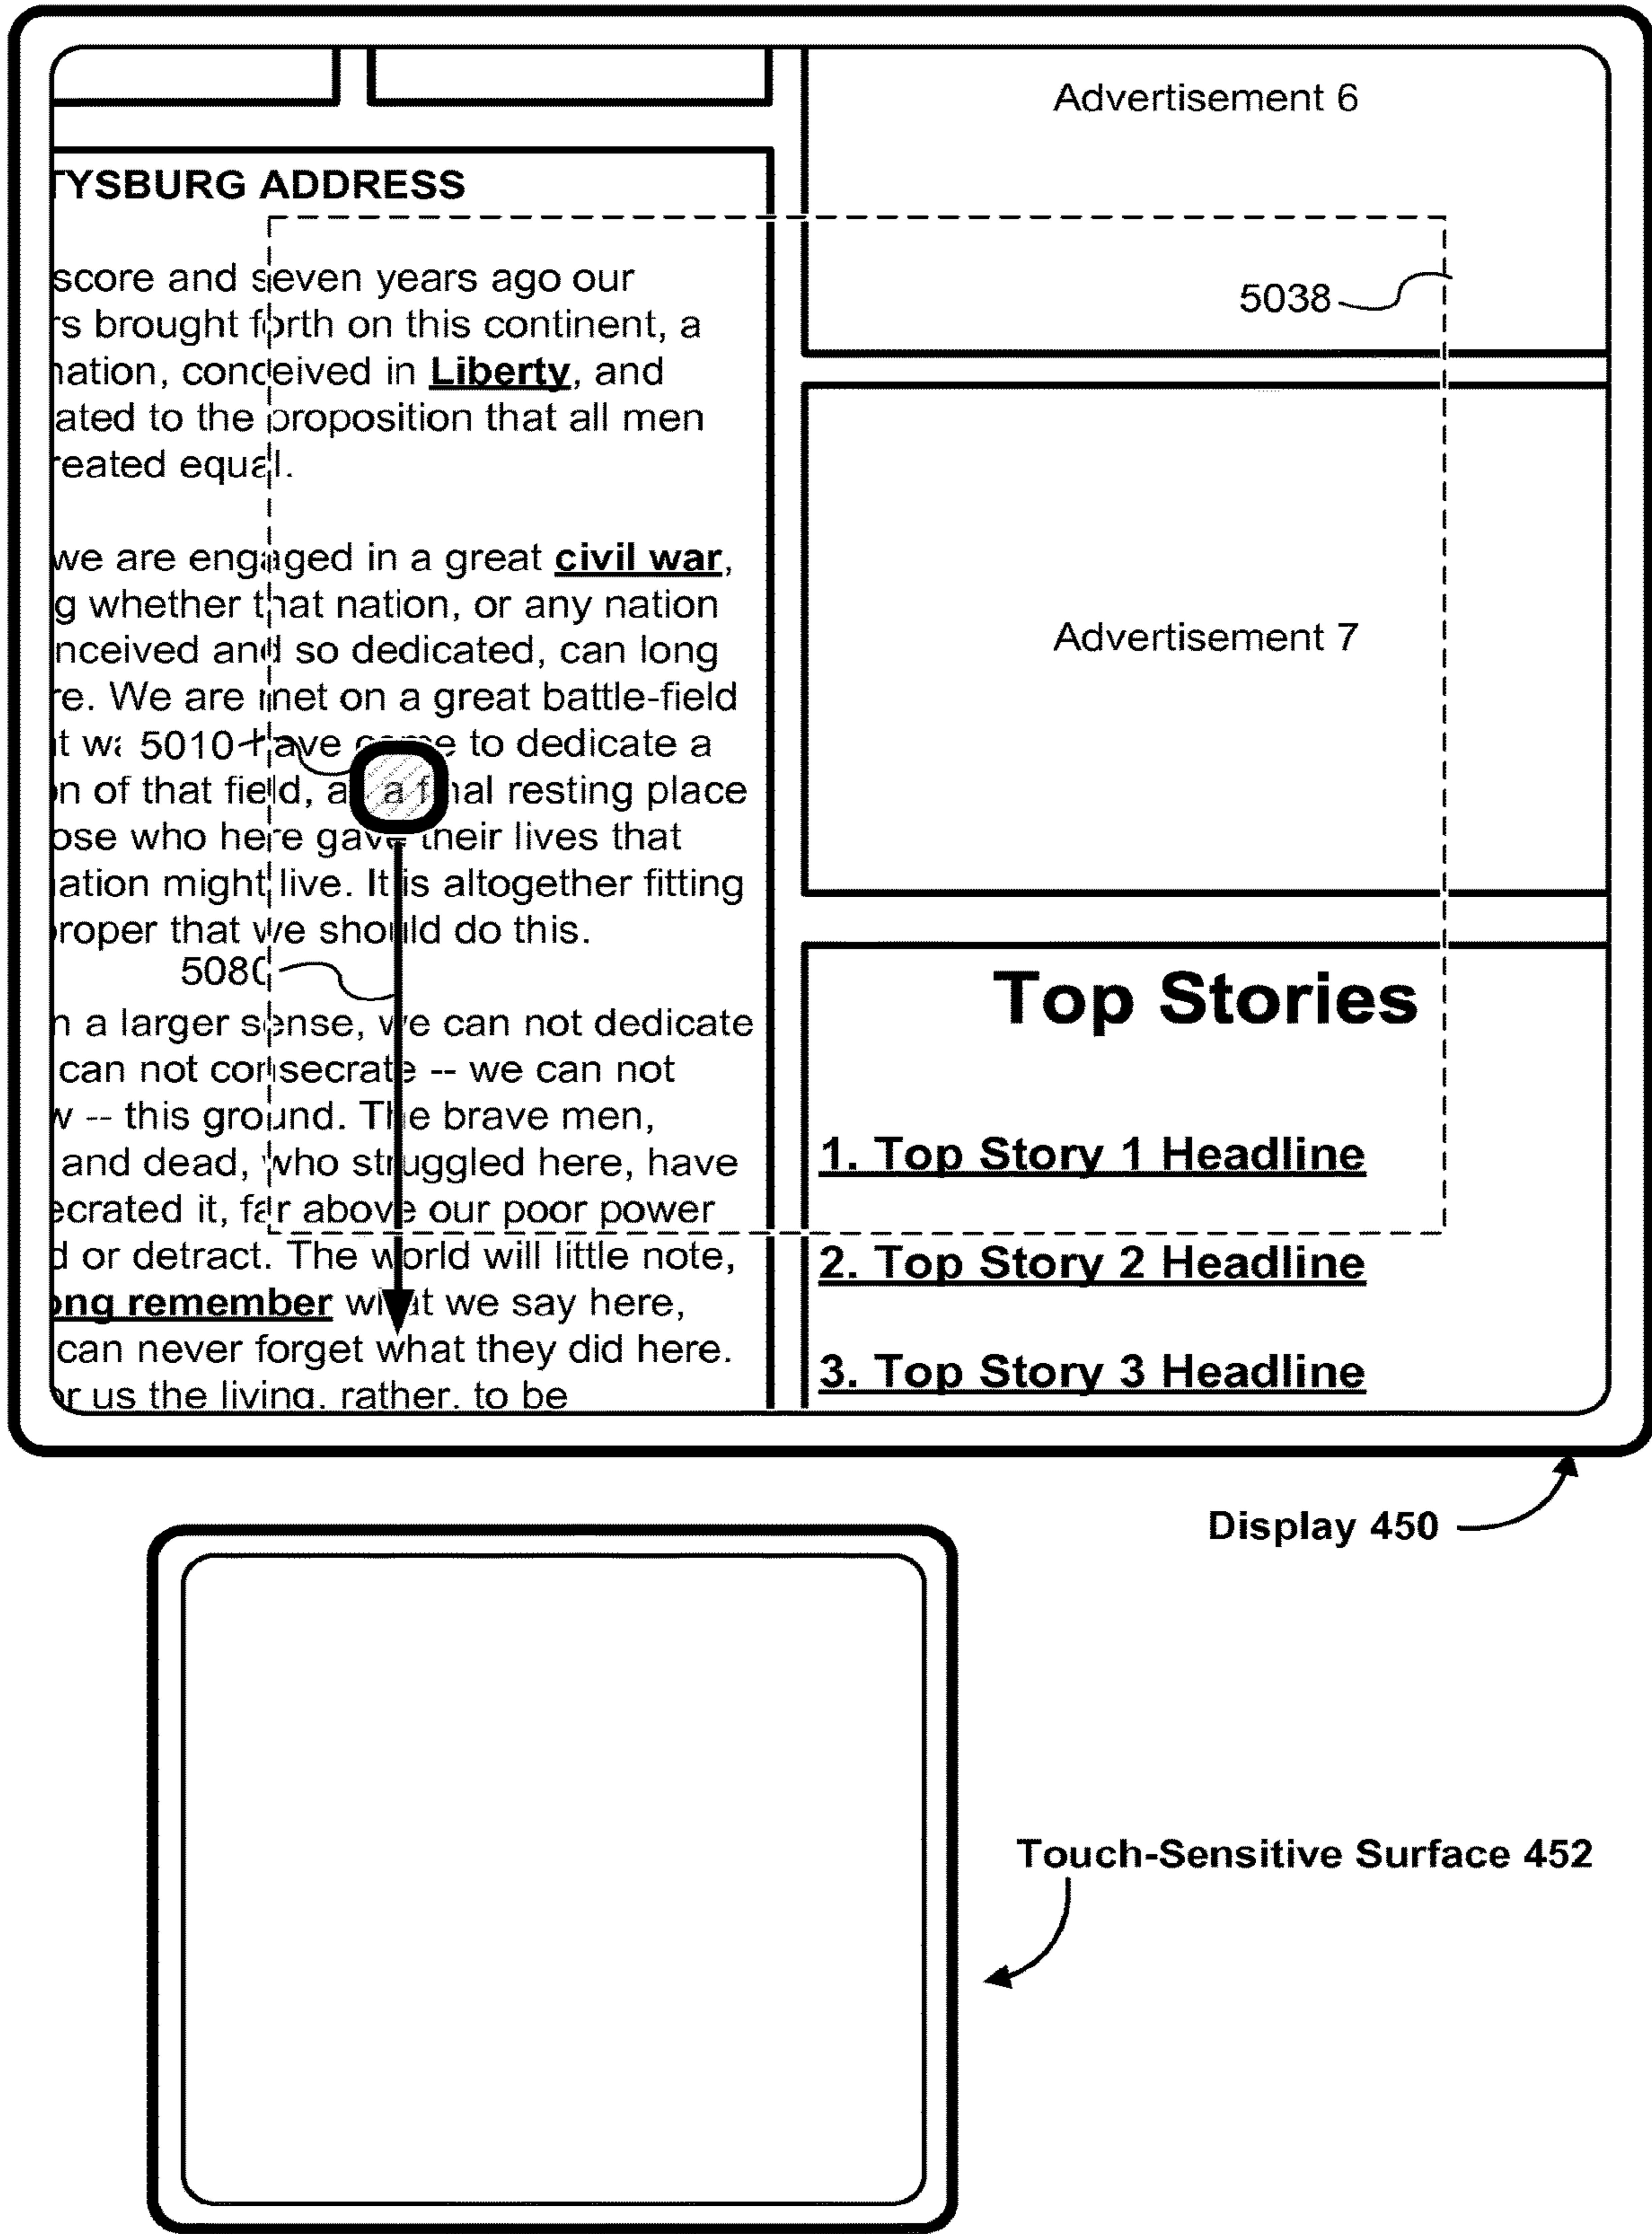 TYSBURG ADDRESS
score and seven years ago our
rs brought forth on this continent, a
nation, conceived in Liberty, and
ated to the proposition that all men
reated equal.
we are engaged in a great civil war,
g whether that nation, or any nation
nceived and so dedicated, can long
re. We are met on a great battle-field
5010
have came to dedicate a
n of that field, a a final resting place
ose who here gave their lives that
ation might live. It is altogether fitting
roper that we should do this.
5080
n a larger sense, we can not dedicate
can not consecrate -- we can not
w -- this ground. The brave men,
and dead, who struggled here, have
ecrated it, far above our poor power
d or detract. The world will little note,
ong remember what we say here,
can never forget what they did here.
or us the living, rather, to be
Advertisement 6
5038
Advertisement 7
Top Stories
1. Top Story 1 Headline
2. Top Story 2 Headline
3. Top Story 3 Headline
Display 450
Touch-Sensitive Surface 452